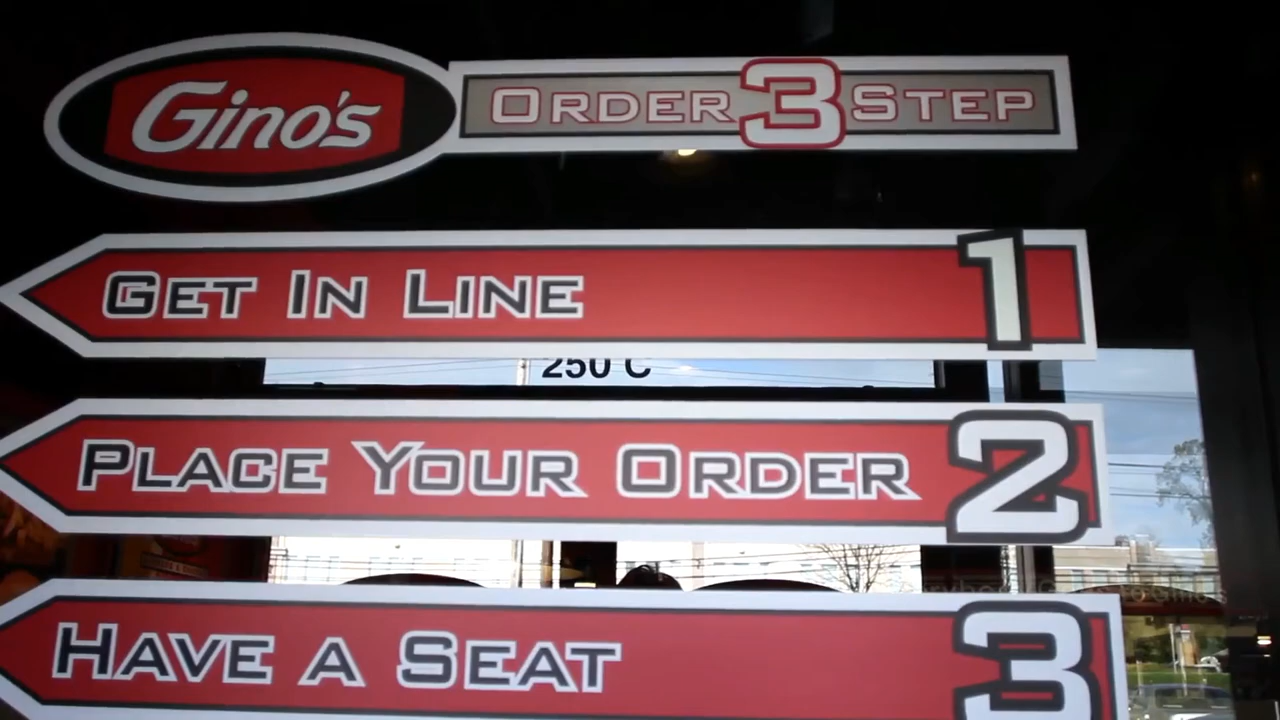 Gino's
ORDER 3 STEP
GET IN LINE 1
250 C
PLACE YOUR ORDER 2
HAVE A SEAT 3